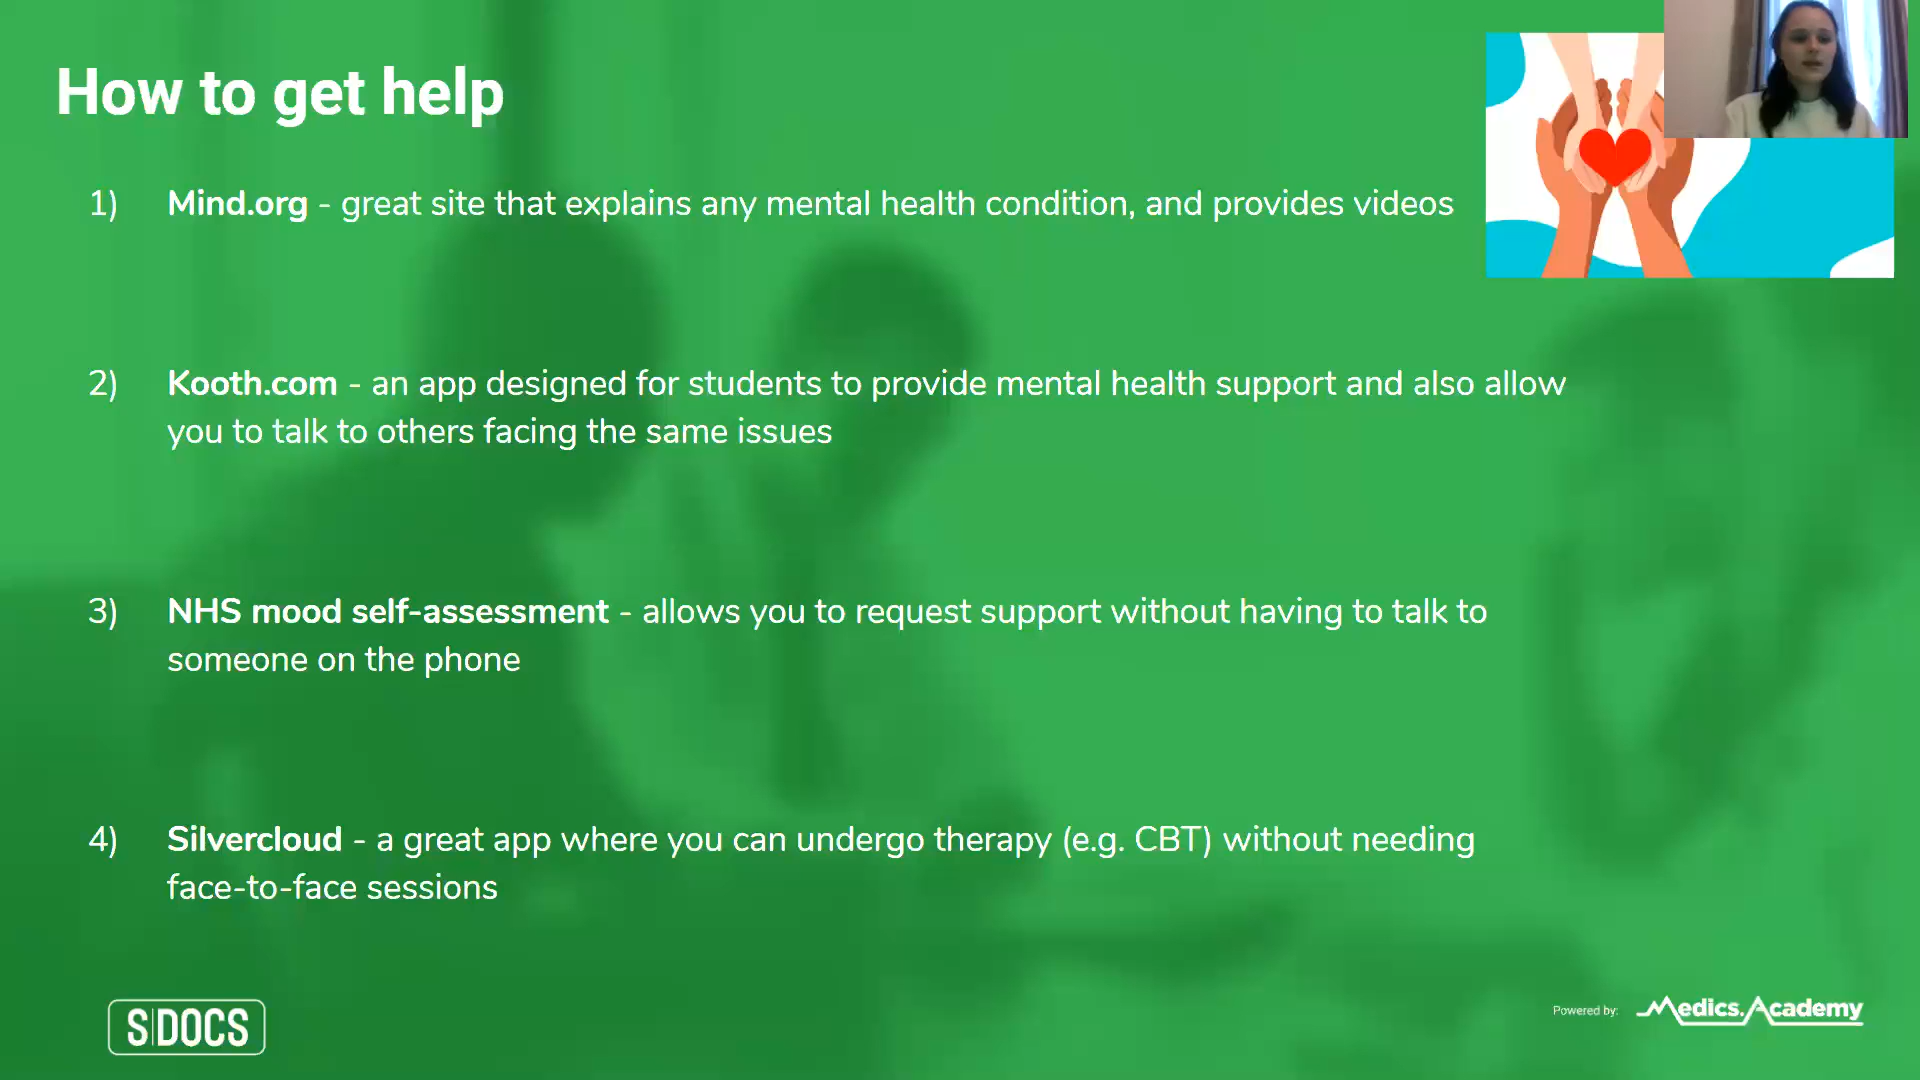 How to get help
1) Mind.org - great site that explains any mental health condition, and provides videos
2) Kooth.com - an app designed for students to provide mental health support and also allow
you to talk to others facing the same issues
3) NHS mood self-assessment - allows you to request support without having to talk to
someone on the phone
4) Silvercloud - a great app where you can undergo therapy (e.g. CBT) without needing
face-to-face sessions
S|DOCS
Powered by: Medics.Academy